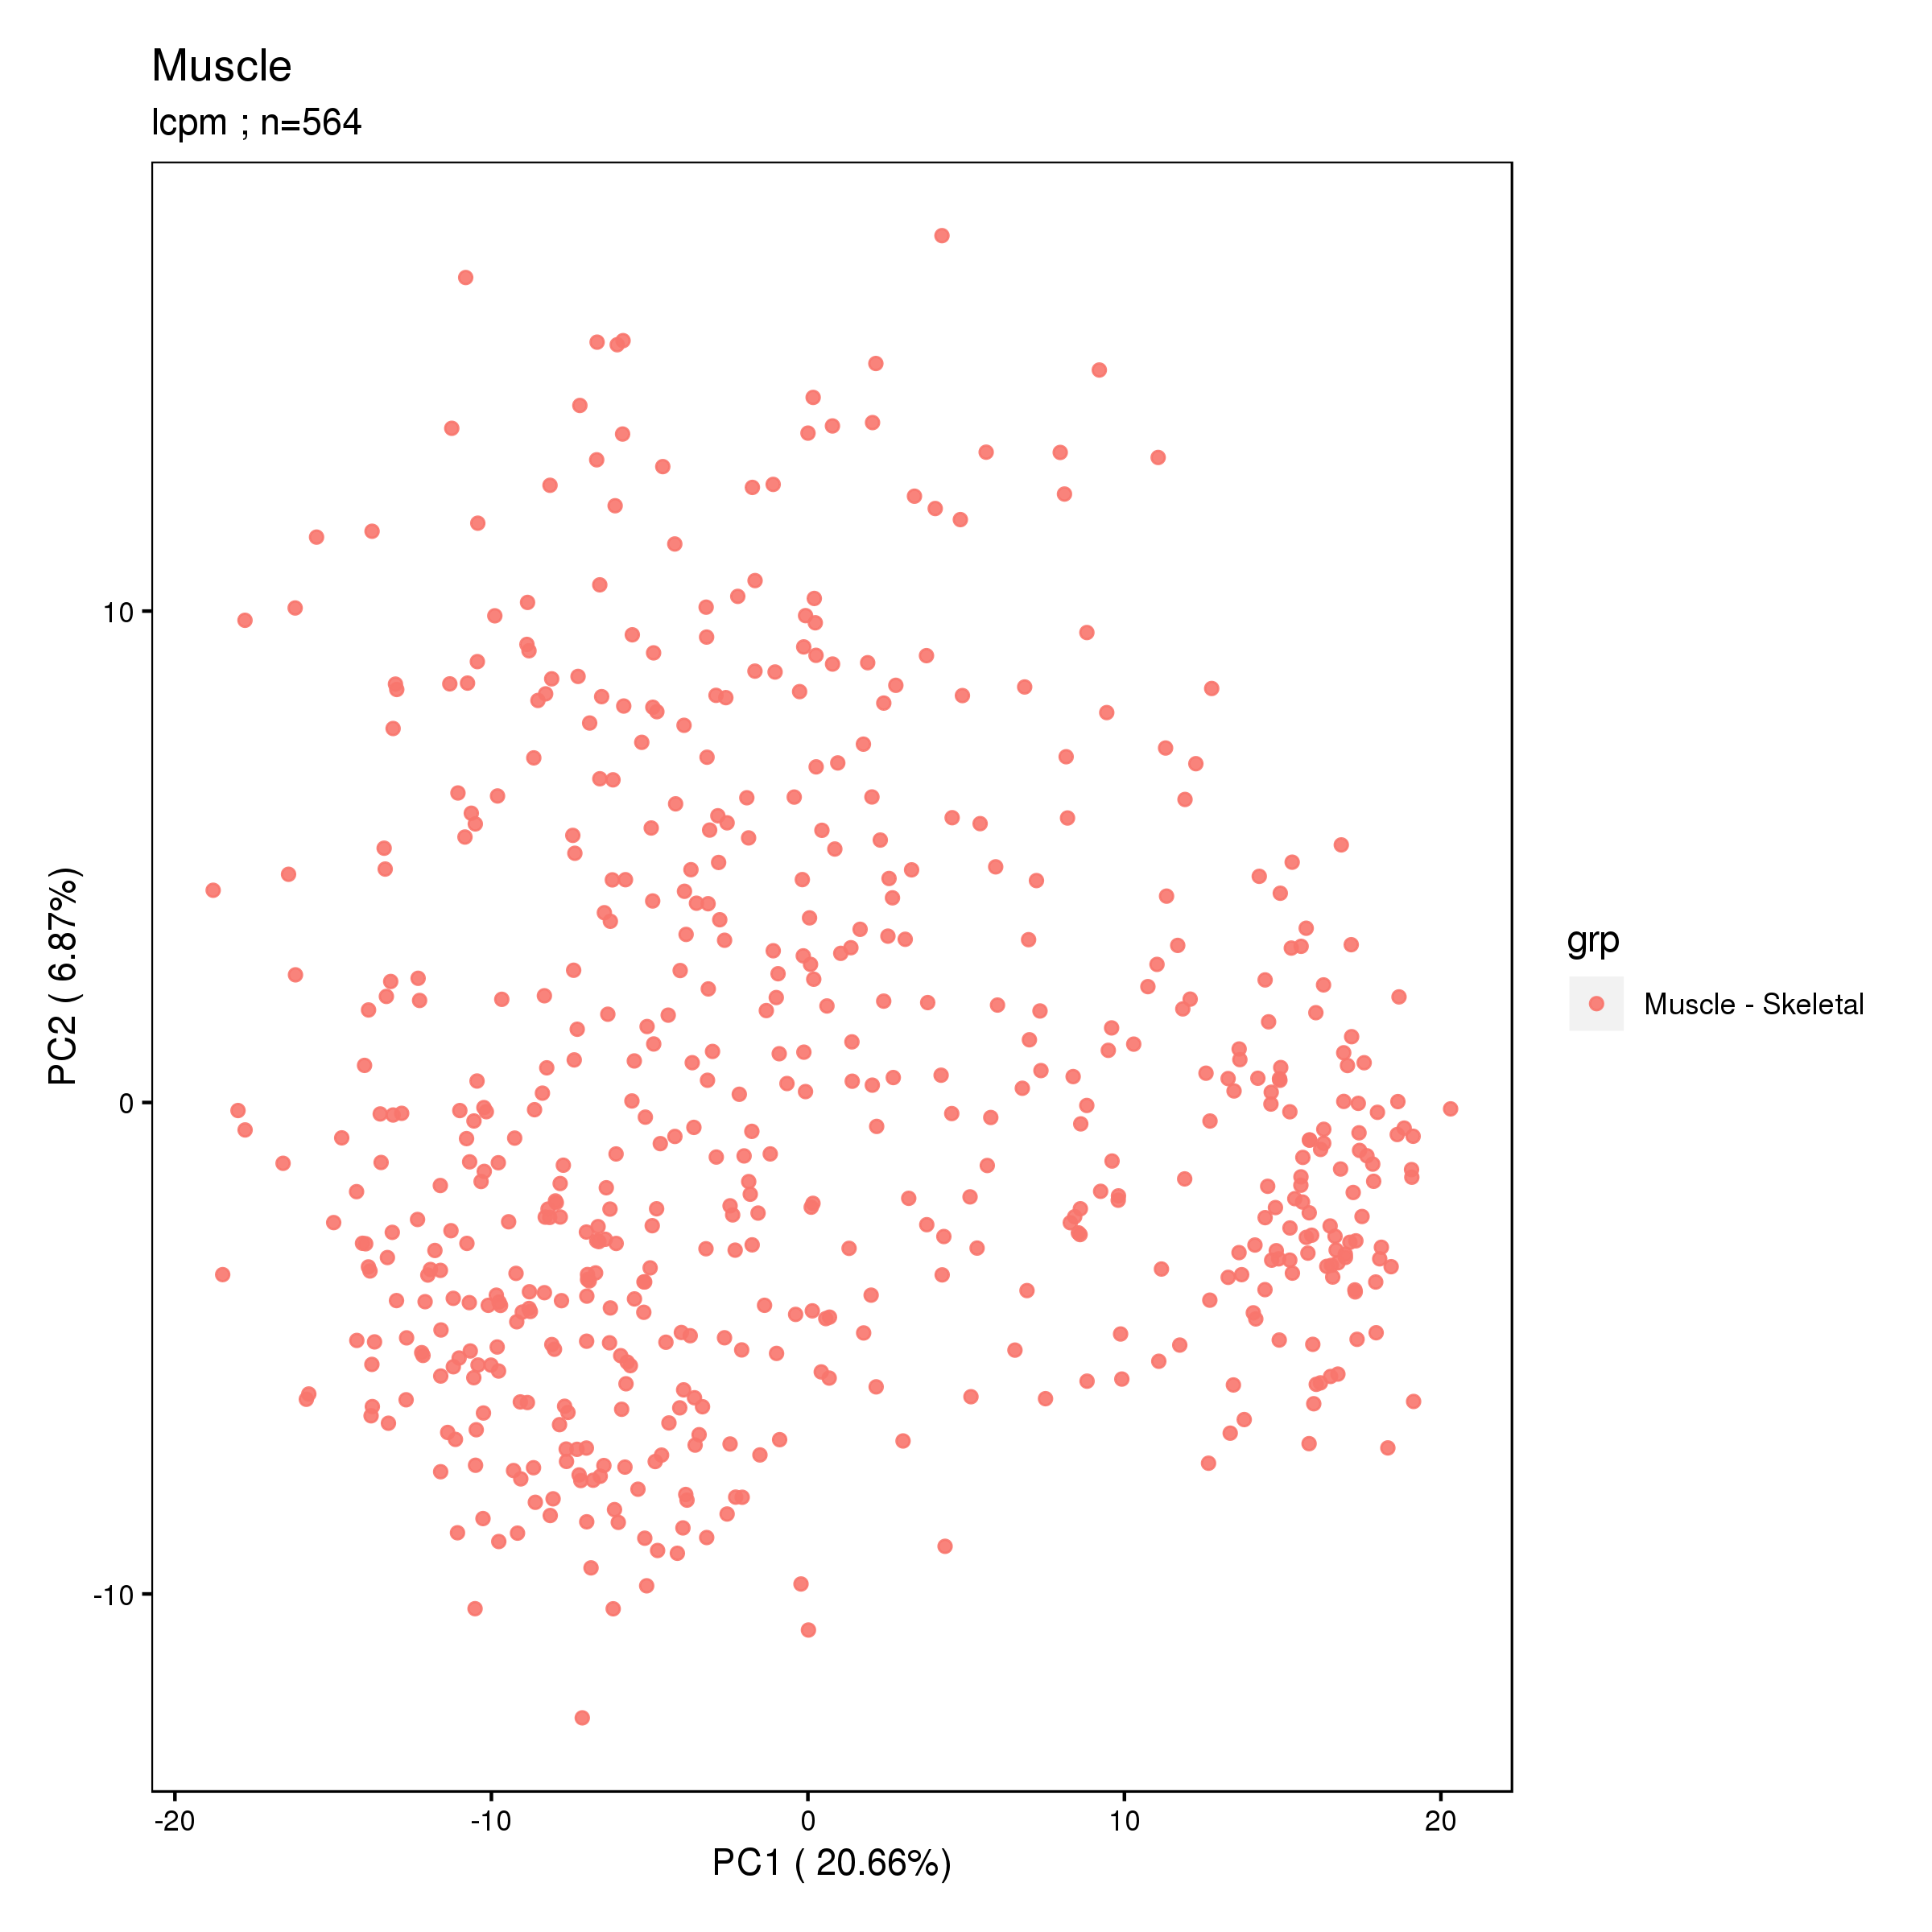 Muscle
lcpm ; n=564
PC2 ( 6.87%)
10
0
-10
-20
-10
0
10
20
PC1 ( 20.66%)
grp
Muscle - Skeletal